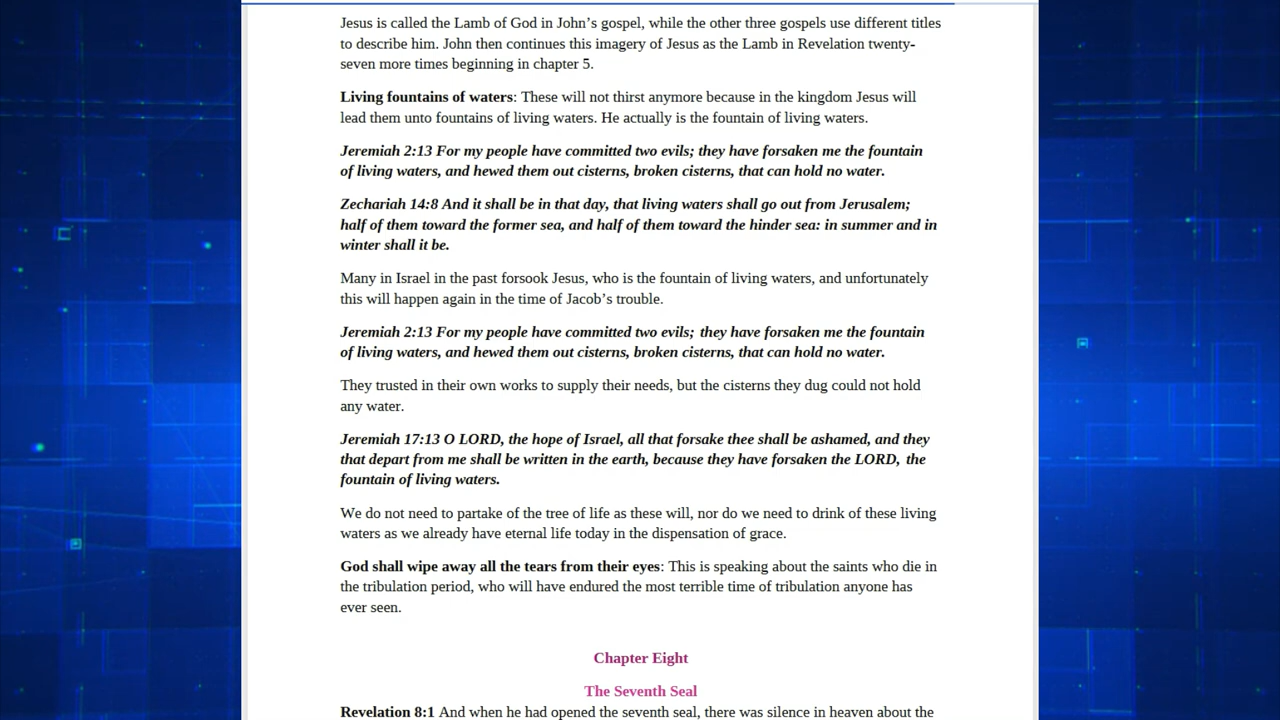 Jesus is called the Lamb of God in John’s gospel, while the other three gospels use different titles
to describe him. John then continues this imagery of Jesus as the Lamb in Revelation twenty-
seven more times beginning in chapter 5.
Living fountains of waters: These will not thirst anymore because in the kingdom Jesus will
lead them unto fountains of living waters. He actually is the fountain of living waters.
Jeremiah 2:13 For my people have committed two evils; they have forsaken me the fountain
of living waters, and hewed them out cisterns, broken cisterns, that can hold no water.
Zechariah 14:8 And it shall be in that day, that living waters shall go out from Jerusalem;
half of them toward the former sea, and half of them toward the hinder sea: in summer and in
winter shall it be.
Many in Israel in the past forsook Jesus, who is the fountain of living waters, and unfortunately
this will happen again in the time of Jacob’s trouble.
Jeremiah 2:13 For my people have committed two evils; they have forsaken me the fountain
of living waters, and hewed them out cisterns, broken cisterns, that can hold no water.
They trusted in their own works to supply their needs, but the cisterns they dug could not hold
any water.
Jeremiah 17:13 O LORD, the hope of Israel, all that forsake thee shall be ashamed, and they
that depart from me shall be written in the earth, because they have forsaken the LORD, the
fountain of living waters.
We do not need to partake of the tree of life as these will, nor do we need to drink of these living
waters as we already have eternal life today in the dispensation of grace.
God shall wipe away all the tears from their eyes: This is speaking about the saints who die in
the tribulation period, who will have endured the most terrible time of tribulation anyone has
ever seen.
Chapter Eight
The Seventh Seal
Revelation 8:1 And when he had opened the seventh seal, there was silence in heaven about the